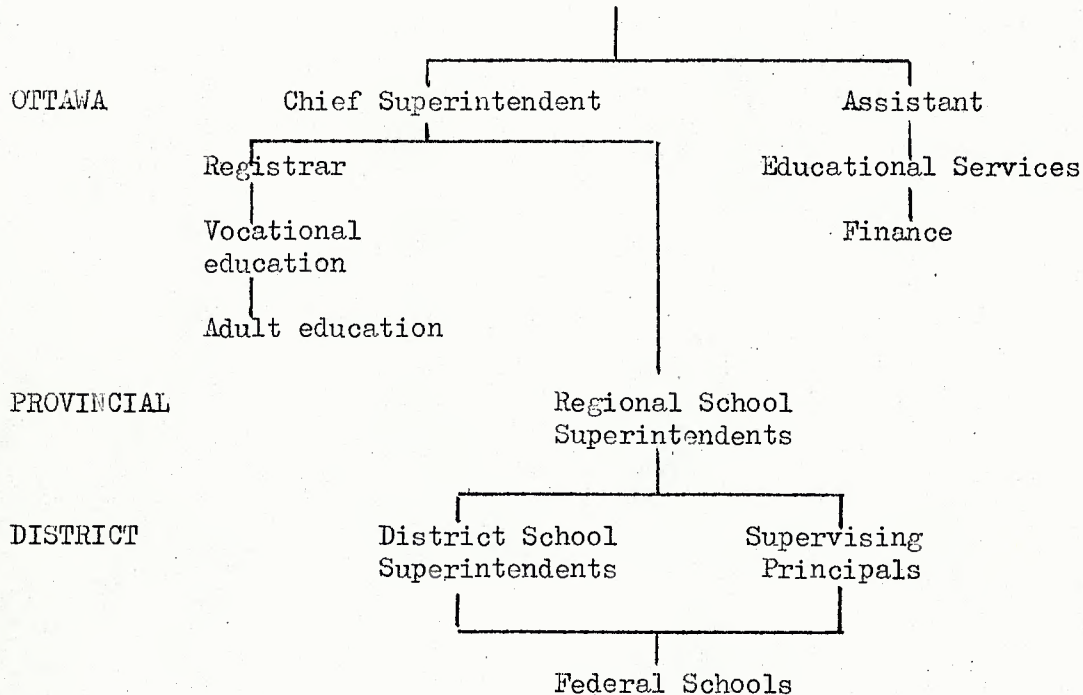 OTTAWA Chief Superintendent Assistant
Registrar Educational Services
Vocational Finance
education
Adult education
PROVINCIAL Regional School
Superintendents
DISTRICT District School Supervising
Superintendents Principals
Federal Schools